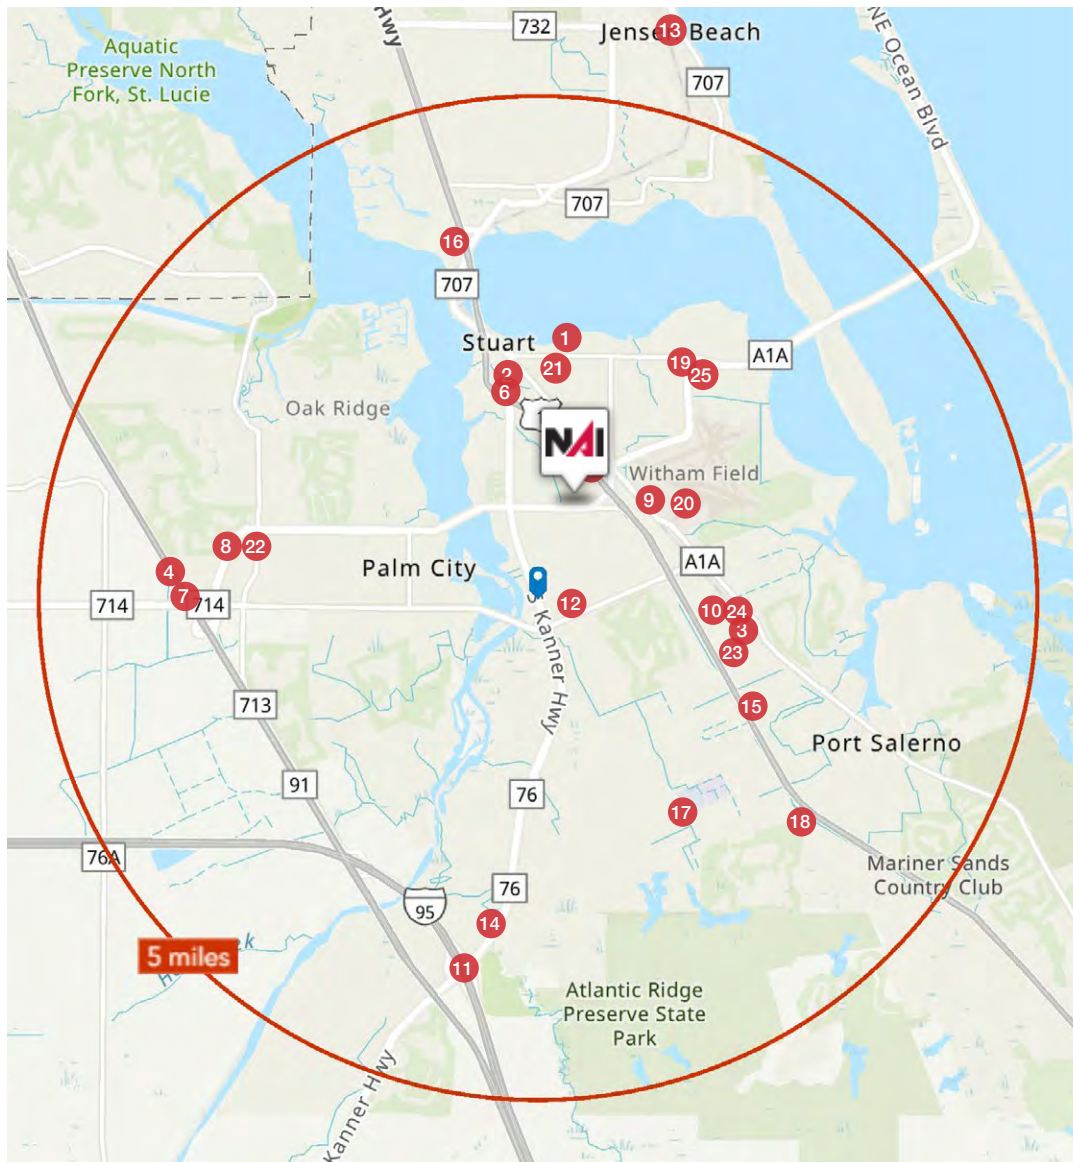 Hwy
732
Jense Beach
13
Aquatic
Preserve North
Fork, St. Lucie
707
NE Ocean Blvd
707
16
707
Stuart
1
A1A
2
21
19
25
6
Oak Ridge
NAI
Witham Field
9
20
8
22
Palm City
A1A
4
7
714
714
12
10
24
3
23
S Kanner Hwy
713
15
Port Salerno
91
76
17
18
76A
Mariner Sands
Country Club
76
95
14
5 miles
11
Atlantic Ridge
Preserve State
Park
Kanner Hwy